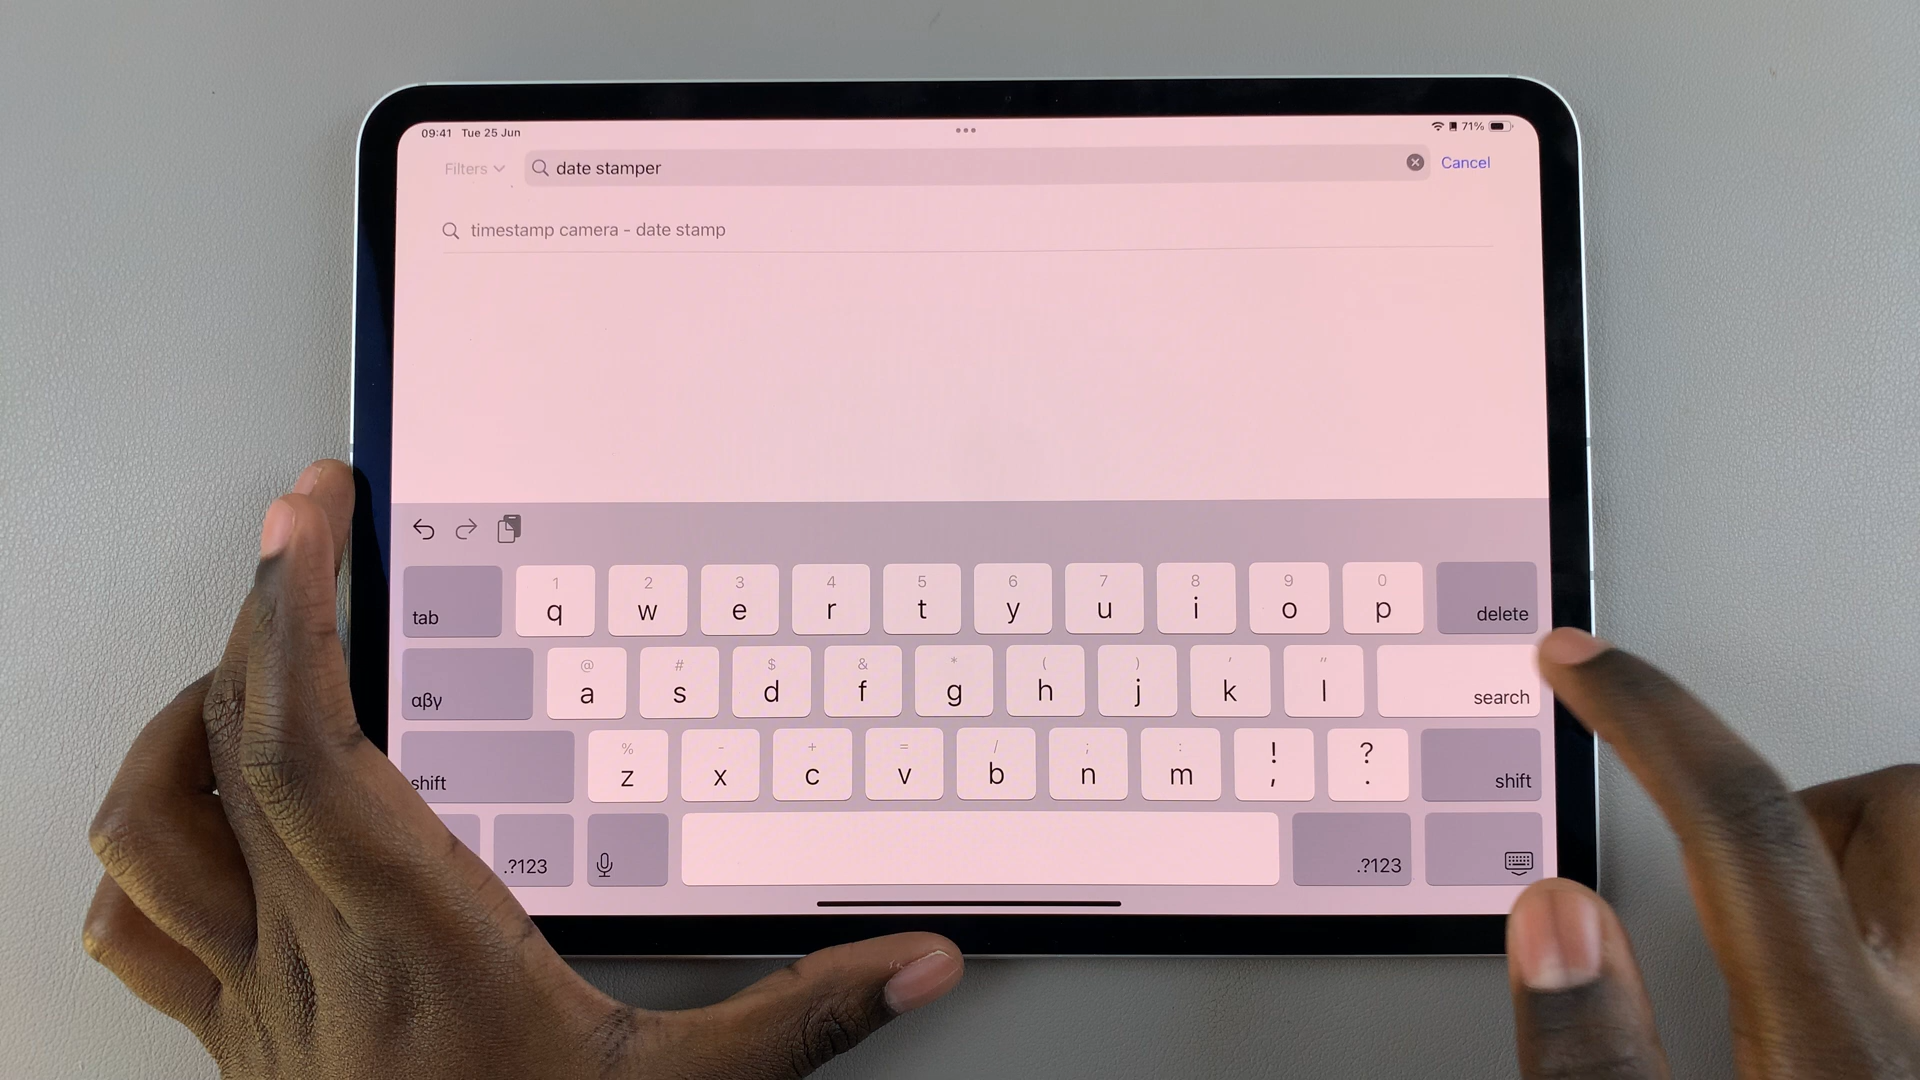 09:41 Tue 25 Jun
71%
Filters
date stamper
Cancel
timestamp camera - date stamp
1 2 3 4 5 6 7 8 9 0
tab q w e r t y u i o p delete
@ # $ & * ( ) ' "
αβγ a s d f g h j k l search
% - + = / ; : ! ?
shift z x c v b n m , . shift
.?123 .?123